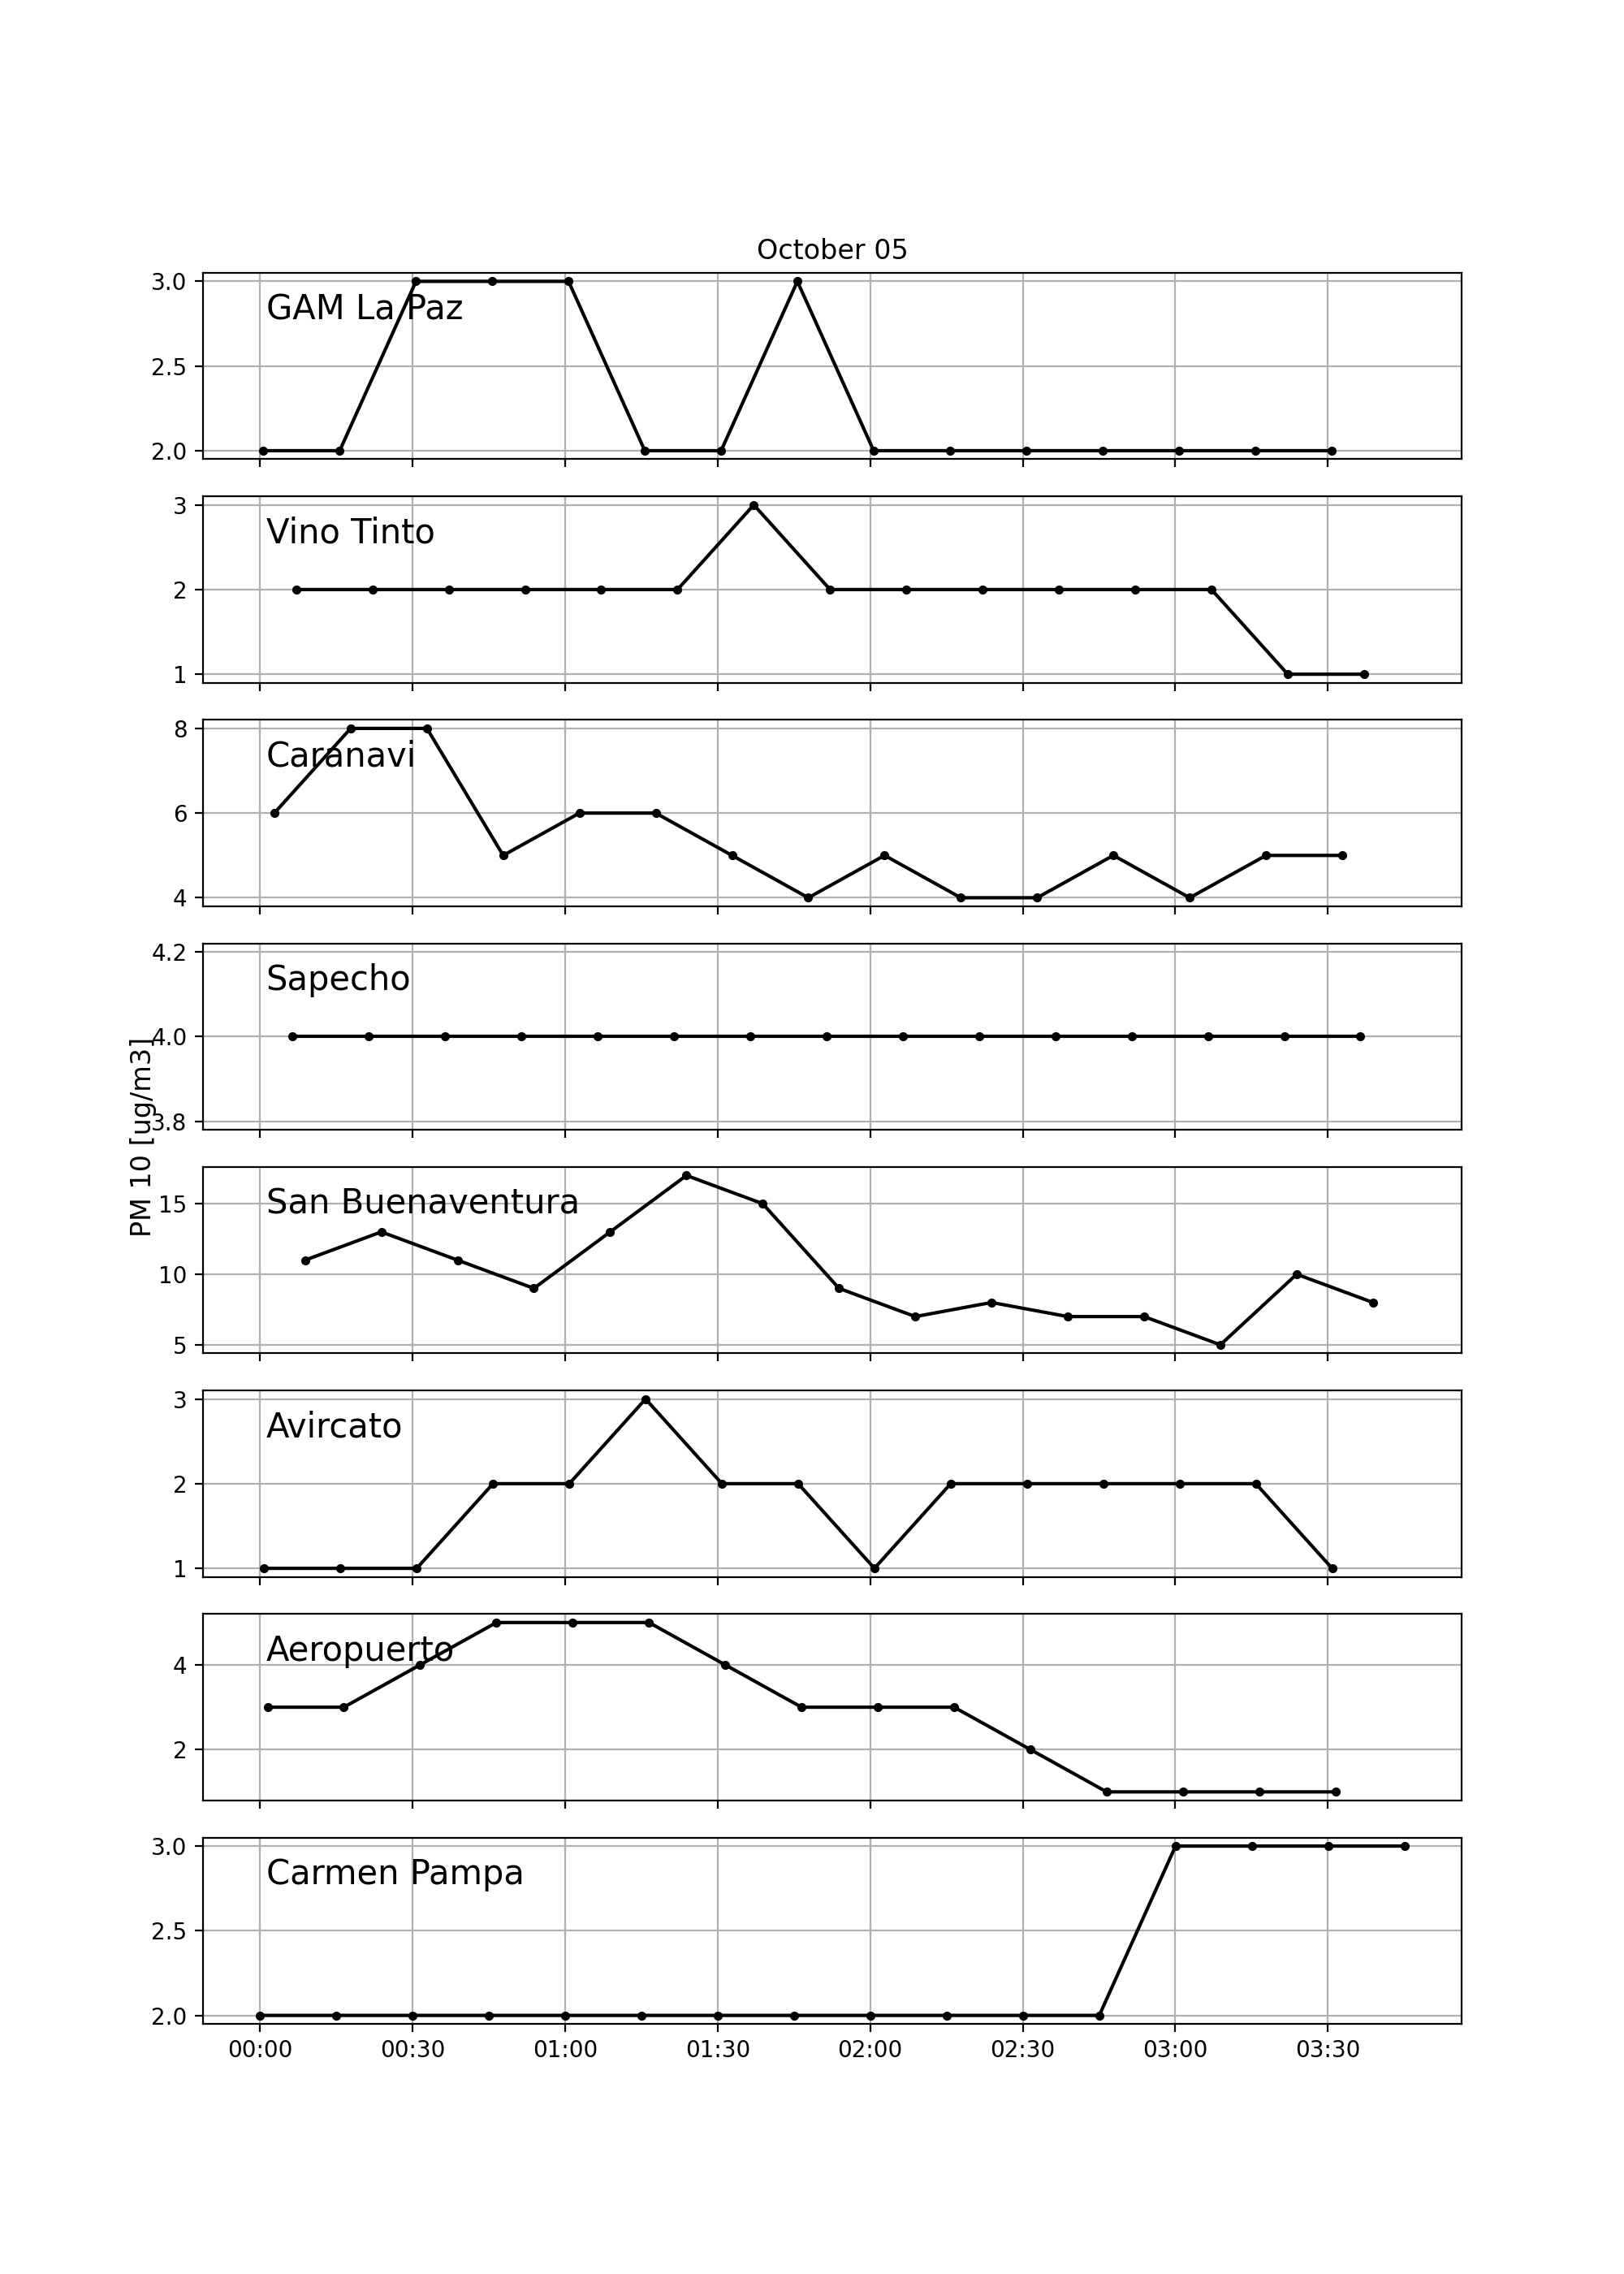 October 05
3.0
GAM La Paz
2.5
2.0
3
Vino Tinto
2
1
8
Caranavi
6
4
4.2
Sapecho
4.0
3.8
PM 10 [ug/m3]
San Buenaventura
15
10
5
3
Avircato
2
1
Aeropuerto
4
2
3.0
Carmen Pampa
2.5
2.0
00:00 00:30 01:00 01:30 02:00 02:30 03:00 03:30